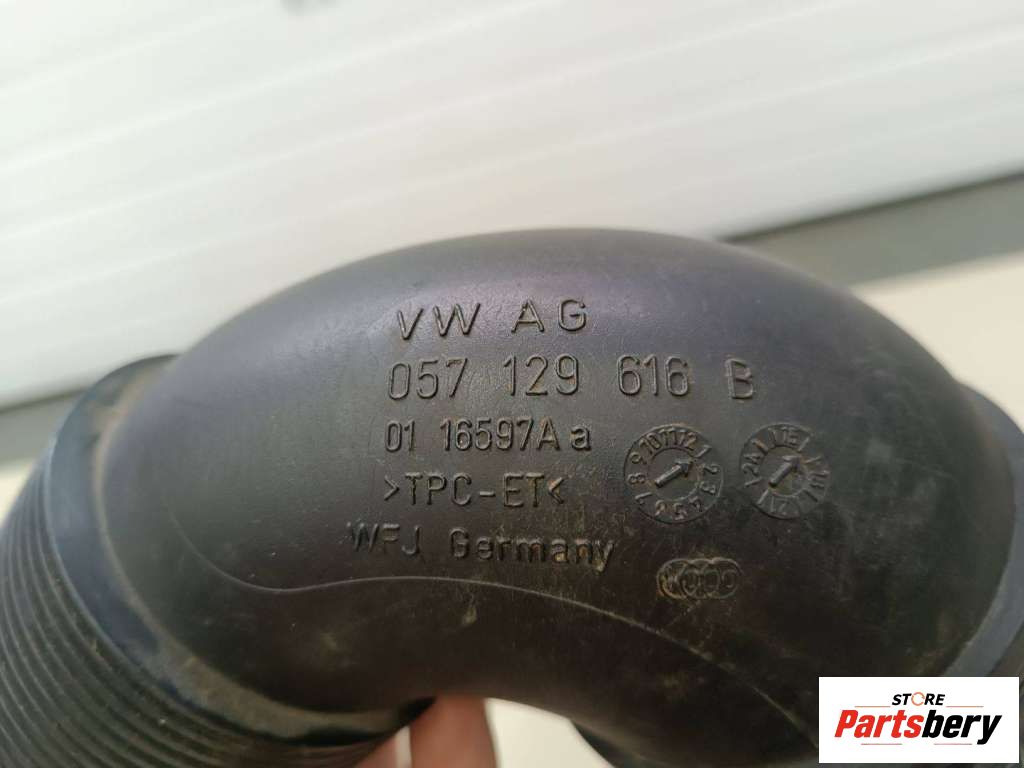 VW AG
057 129 616 B
01 16597A a
>TPC-ET<
WFJ Germany
STORE
Partsbery